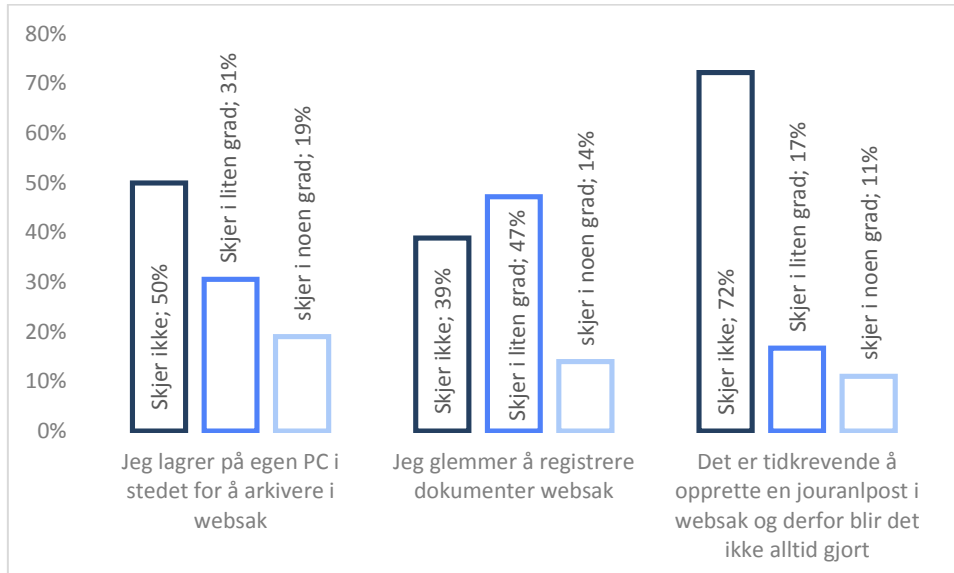 80%
70%
60%
50%
40%
30%
20%
10%
0%
Skjer ikke; 50%
Skjer i liten grad; 31%
skjer i noen grad; 19%
Skjer ikke; 39%
Skjer i liten grad; 47%
skjer i noen grad; 14%
Skjer ikke; 72%
Skjer i liten grad; 17%
skjer i noen grad; 11%
Jeg lagrer på egen PC i
stedet for å arkivere i
websak
Jeg glemmer å registrere
dokumenter websak
Det er tidkrevende å
opprette en jouranlpost i
websak og derfor blir det
ikke alltid gjort